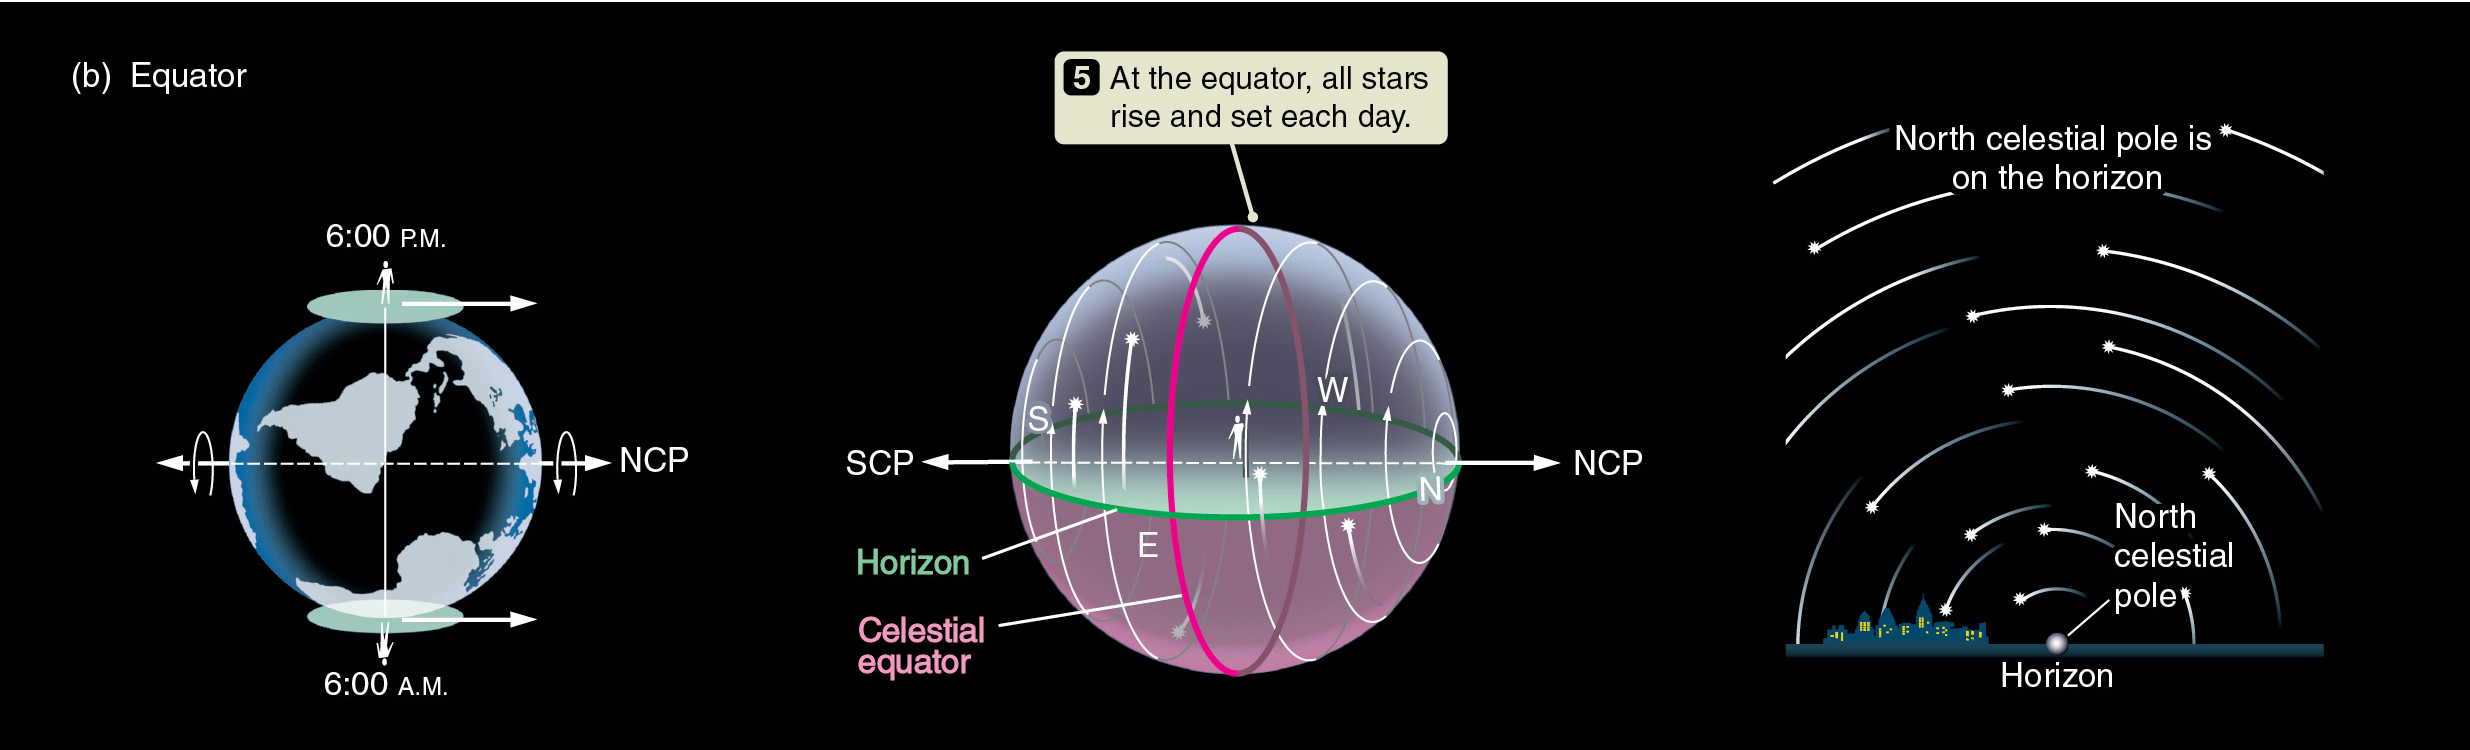 (b) Equator
6:00 P.M.
NCP
6:00 A.M.
5 At the equator, all stars
rise and set each day.
S
W
SCP
NCP
N
E
Horizon
Celestial
equator
North celestial pole is
on the horizon
North
celestial
pole
Horizon